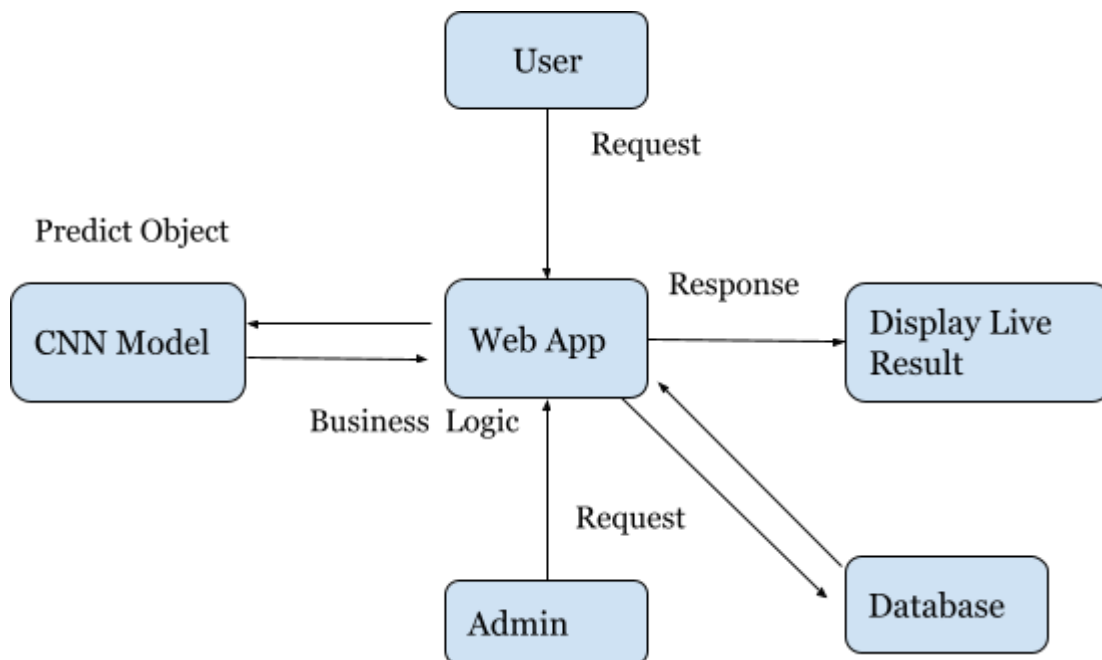 User
Request
Predict Object
Response
CNN Model
Web App
Display Live
Result
Business Logic
Request
Admin
Database